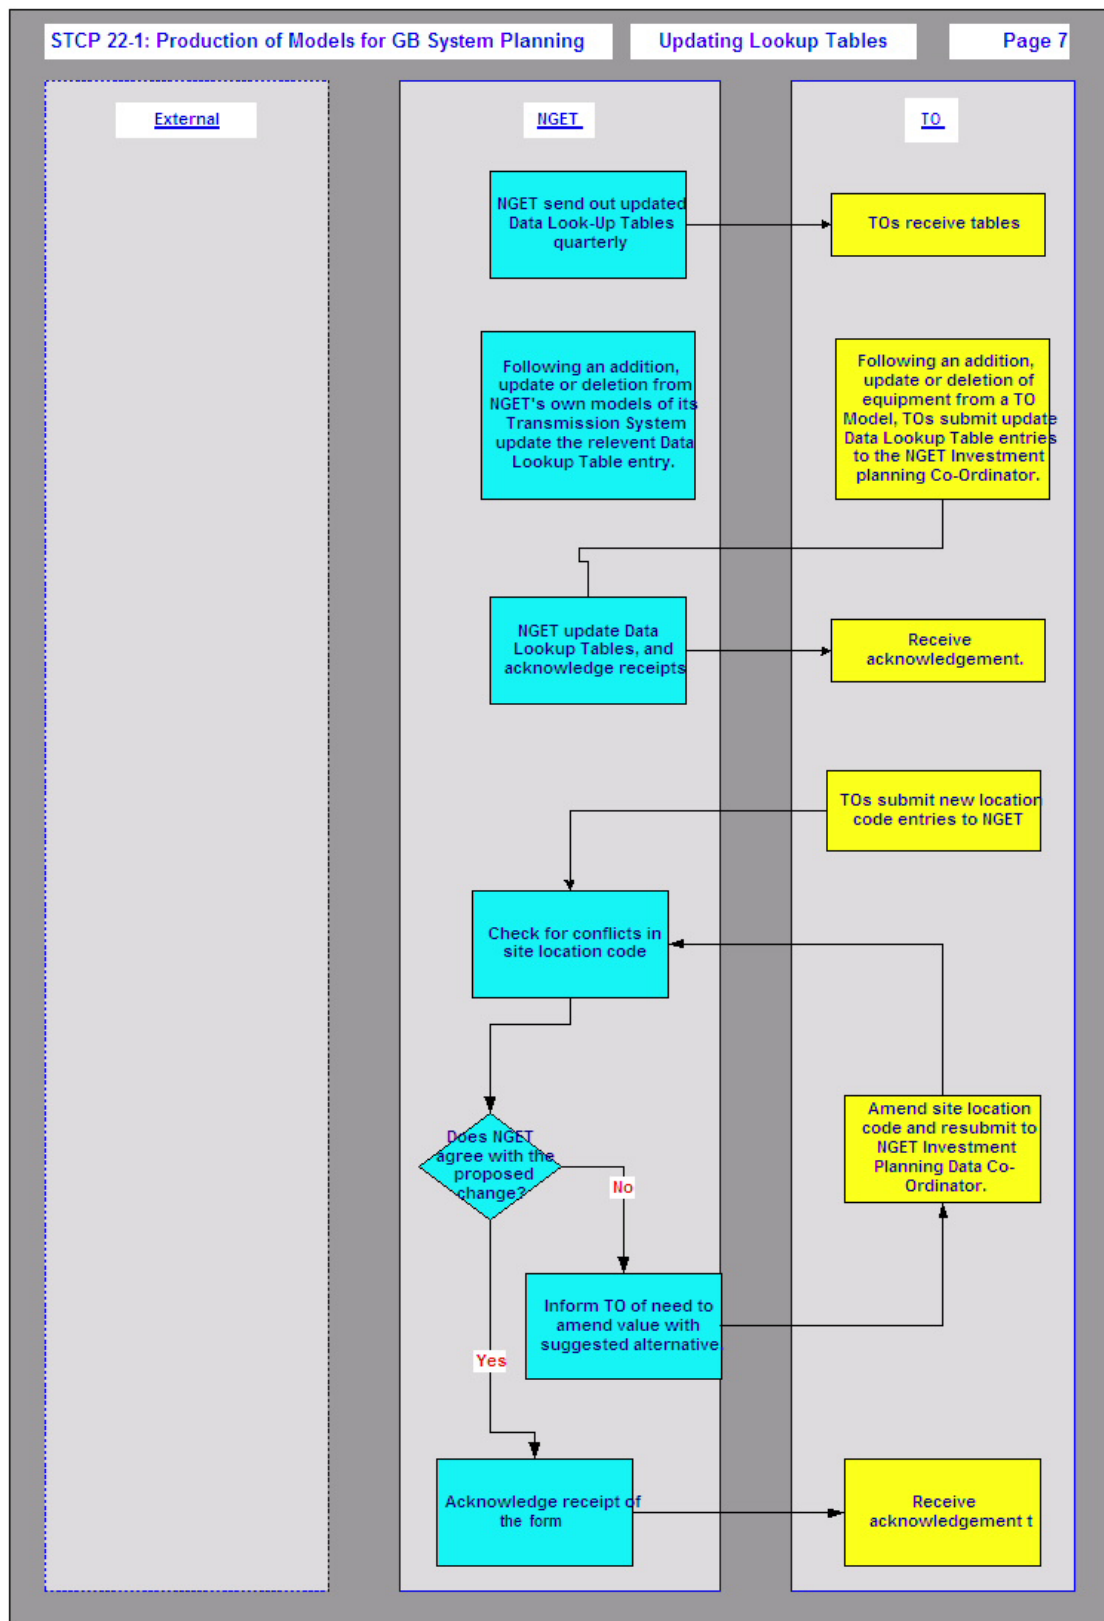 STCP 22-1: Production of Models for GB System Planning
Updating Lookup Tables
Page 7
External
NGET
TO
NGET send out updated
Data Look-Up Tables
quarterly
TOs receive tables
Following an addition,
update or deletion from
NGET's own models of its
Transmission System
update the relevent Data
Lookup Table entry.
Following an addition,
update or deletion of
equipment from a TO
Model, TOs submit update
Data Lookup Table entries
to the NGET Investment
planning Co-Ordinator.
NGET update Data
Lookup Tables, and
acknowledge receipts
Receive
acknowledgement.
TOs submit new location
code entries to NGET
Check for conflicts in
site location code
Does NGET
agree with the
proposed
change?
No
Amend site location
code and resubmit to
NGET Investment
Planning Data Co-
Ordinator.
Inform TO of need to
amend value with
suggested alternative.
Yes
Acknowledge receipt of
the form
Receive
acknowledgement t